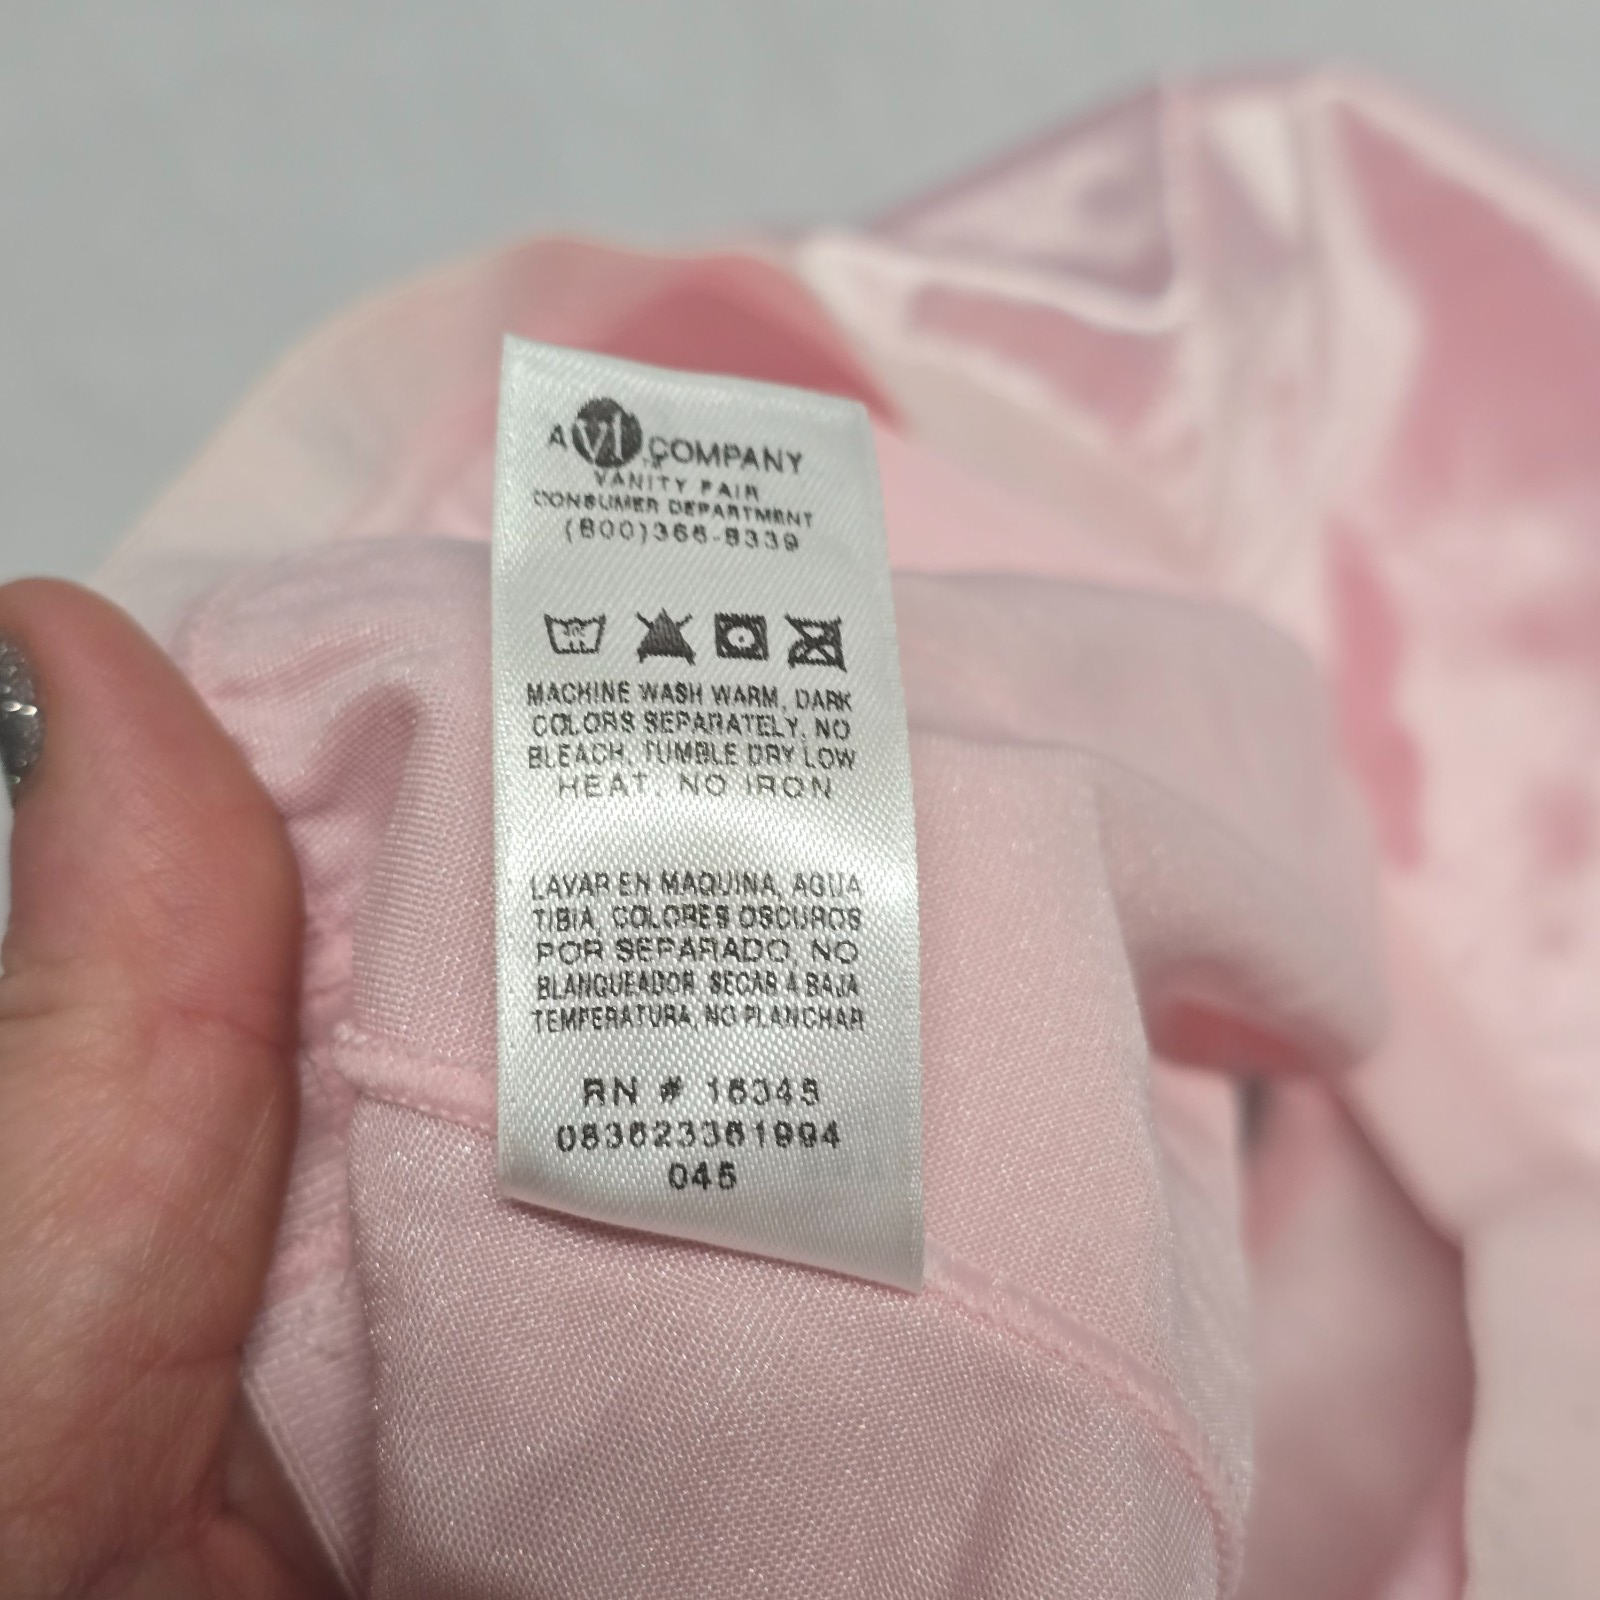 A vf COMPANY
VANITY FAIR
CONSUMER DEPARTMENT
(800)366-8339
MACHINE WASH WARM, DARK
COLORS SEPARATELY, NO
BLEACH, TUMBLE DRY LOW
HEAT, NO IRON
LAVAR EN MAQUINA, AGUA
TIBIA, COLORES OSCUROS
POR SEPARADO, NO
BLANQUEADOR, SECAR A BAJA
TEMPERATURA, NO PLANCHAR
RN # 16345
083623361994
045